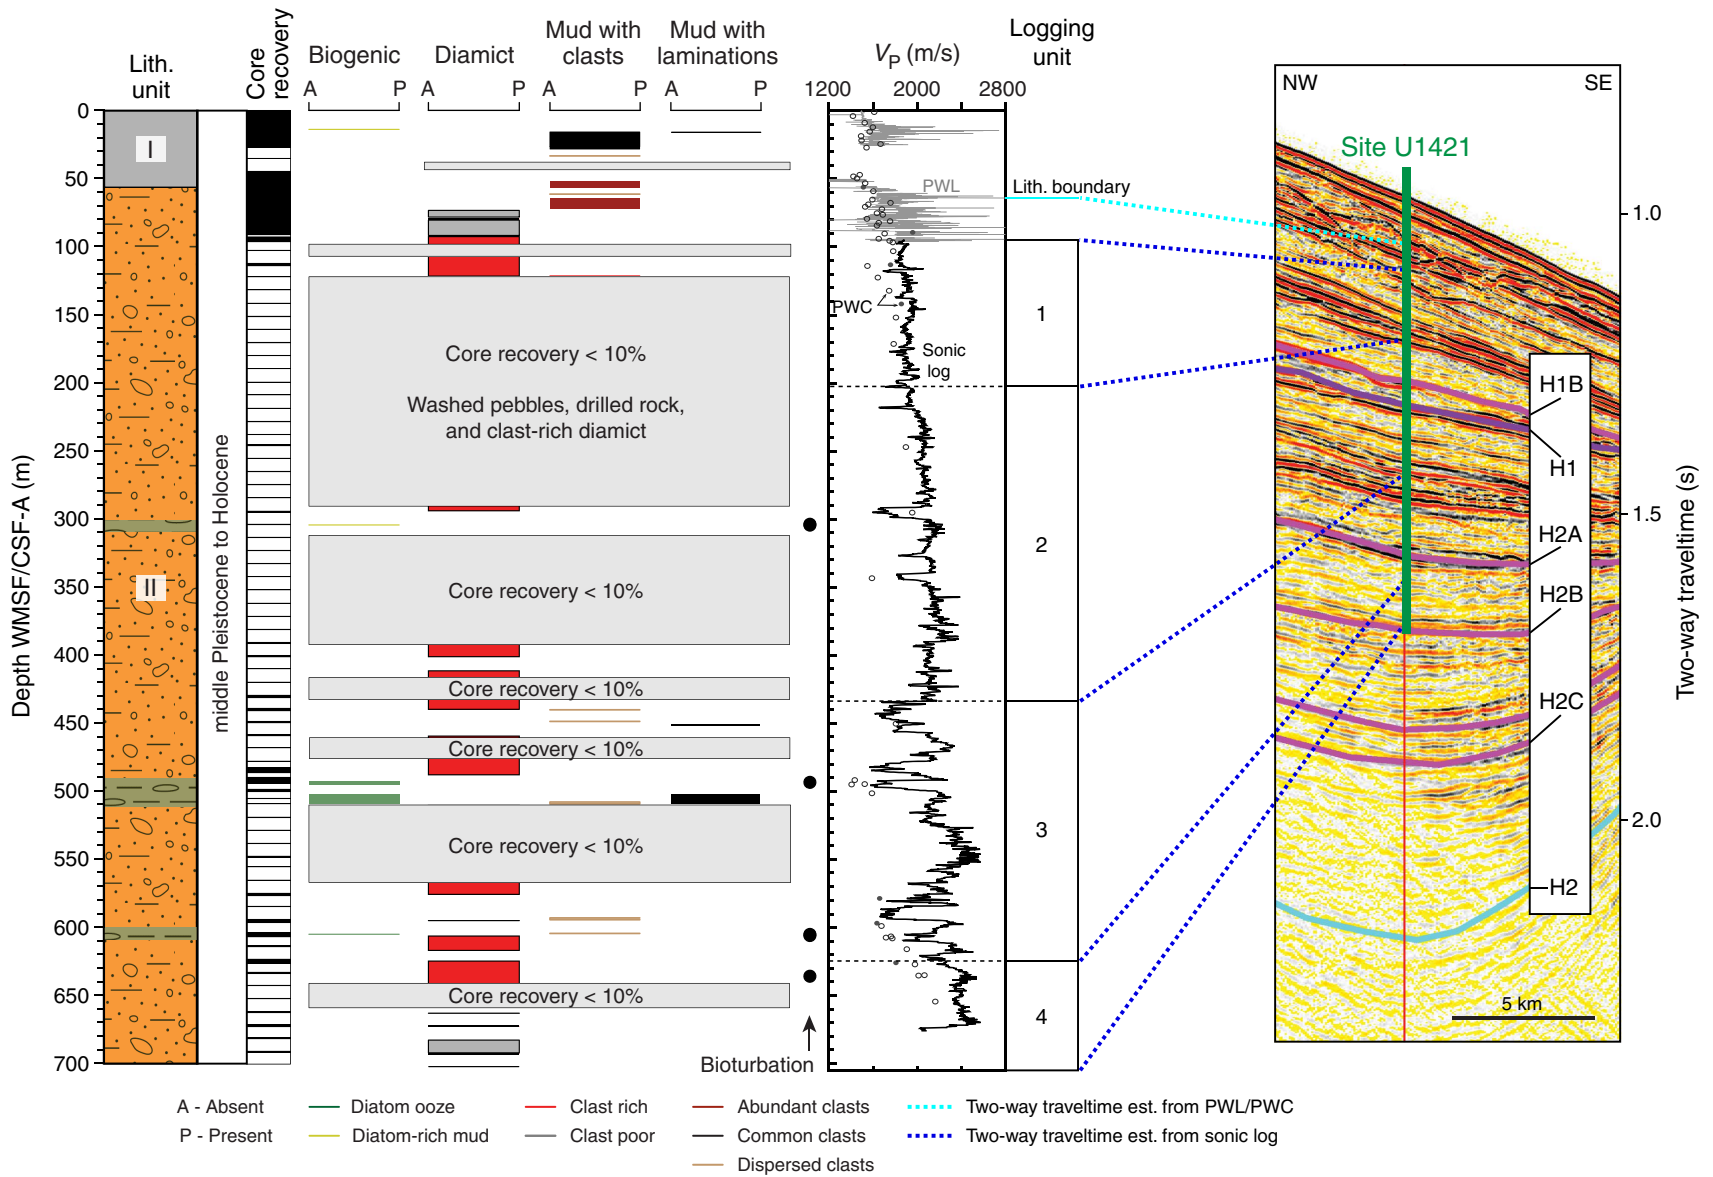 Lith.
unit
Core
recovery
Biogenic
Diamict
Mud with
clasts
Mud with
laminations
VP (m/s)
Logging
unit
A P A P A P A P
1200 2000 2800
NW SE
Site U1421
Depth WMSF/CSF-A (m)
0
50
100
150
200
250
300
350
400
450
500
550
600
650
700
I
II
middle Pleistocene to Holocene
Core recovery < 10%
Washed pebbles, drilled rock,
and clast-rich diamict
Core recovery < 10%
Core recovery < 10%
Core recovery < 10%
Core recovery < 10%
Core recovery < 10%
Bioturbation
PWL
PWC
Sonic
log
Lith. boundary
1
2
3
4
H1B
H1
H2A
H2B
H2C
H2
5 km
1.0
1.5
2.0
Two-way traveltime (s)
A - Absent
P - Present
Diatom ooze
Diatom-rich mud
Clast rich
Clast poor
Abundant clasts
Common clasts
Dispersed clasts
Two-way traveltime est. from PWL/PWC
Two-way traveltime est. from sonic log